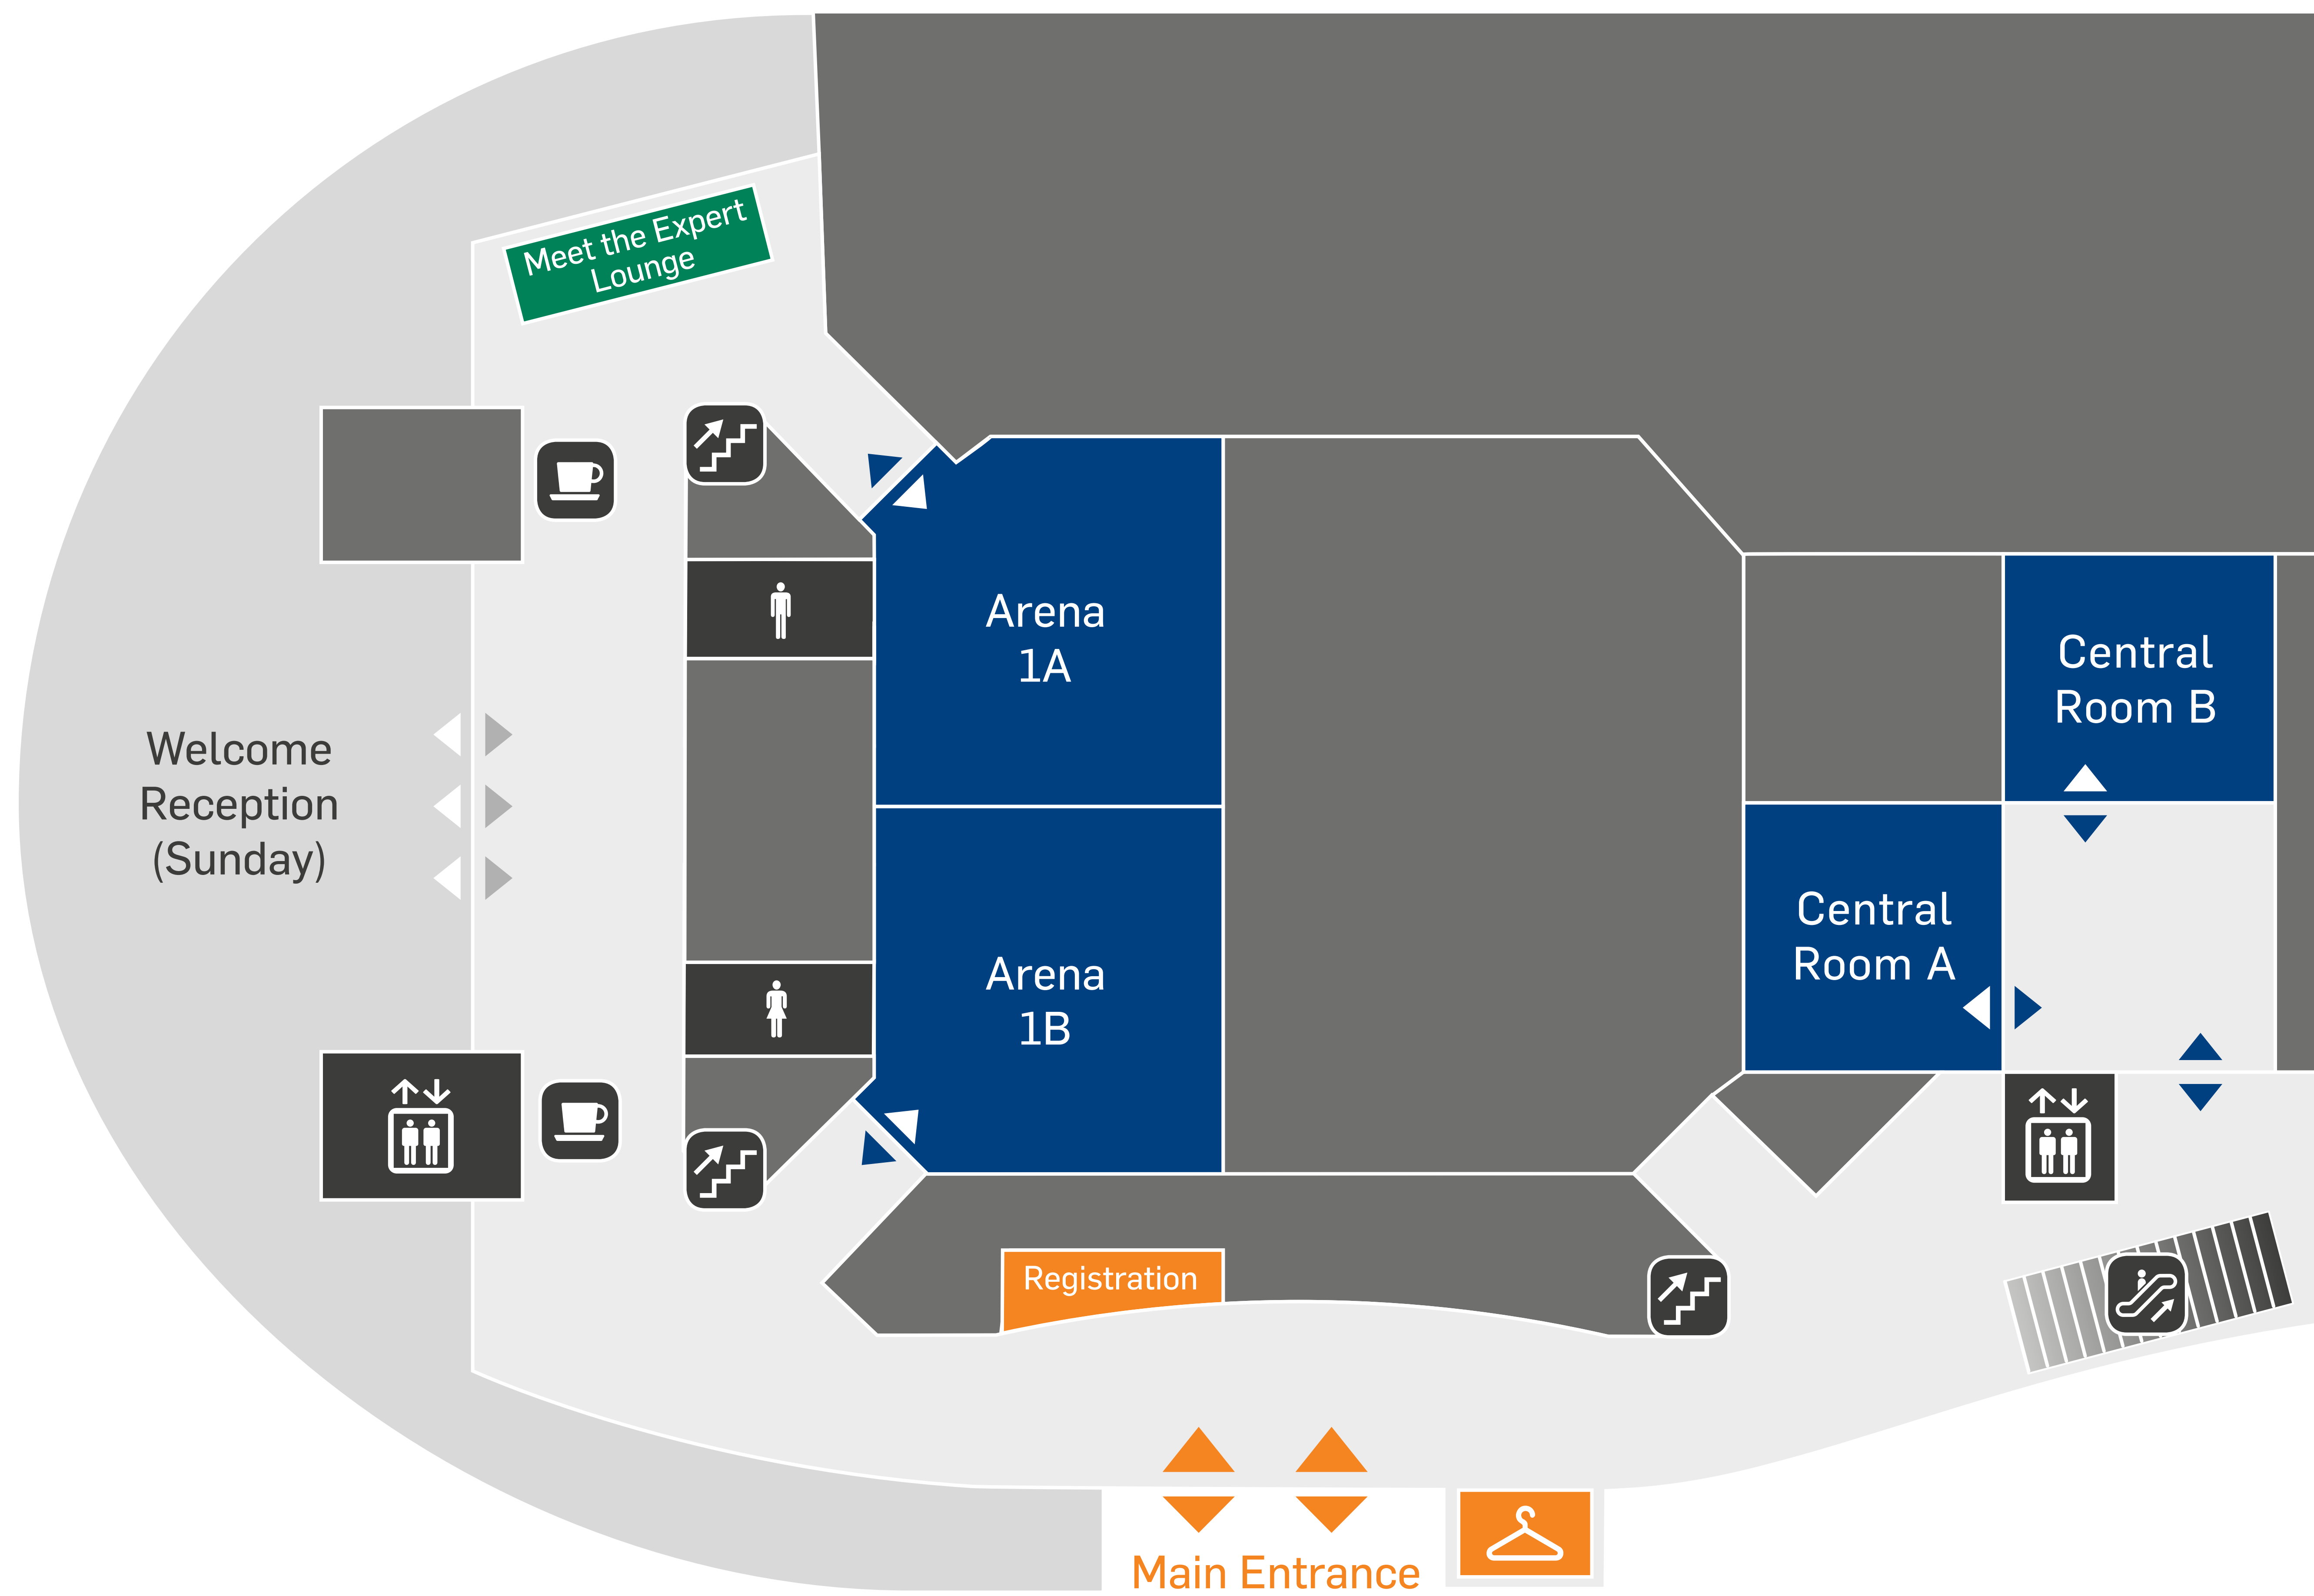 Meet the Expert
Lounge
Arena
1A
Central
Room B
Welcome
Reception
(Sunday)
Central
Room A
Arena
1B
Registration
Main Entrance